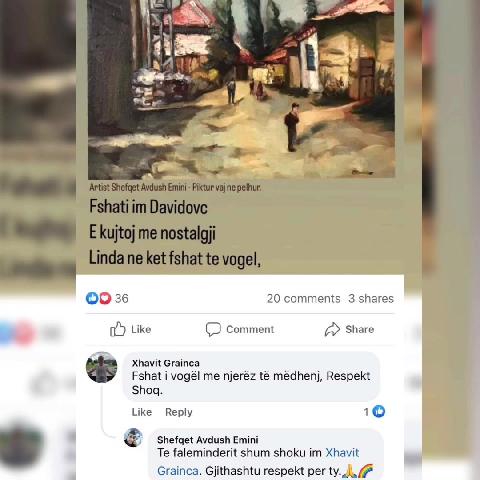 Artist Shefqet Avdush Emini - Piktur vaj ne pelhur.
Fshati im Davidovc
E kujtoj me nostalgji
Linda ne ket fshat te vogel,
36
20 comments 3 shares
Like Comment Share
Xhavit Grainca
Fshat i vogël me njerëz të mëdhenj, Respekt
Shoq.
Like Reply 1
Shefqet Avdush Emini
Te faleminderit shum shoku im Xhavit
Grainca. Gjithashtu respekt per ty.🙏🌈